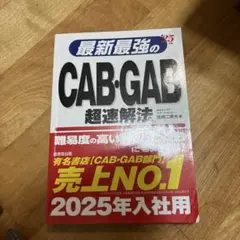 最新最強の
CAB・GAB
超速解法
難易度の高い
有名書店【CAB・GAB部門】
売上NO.1
2025年入社用